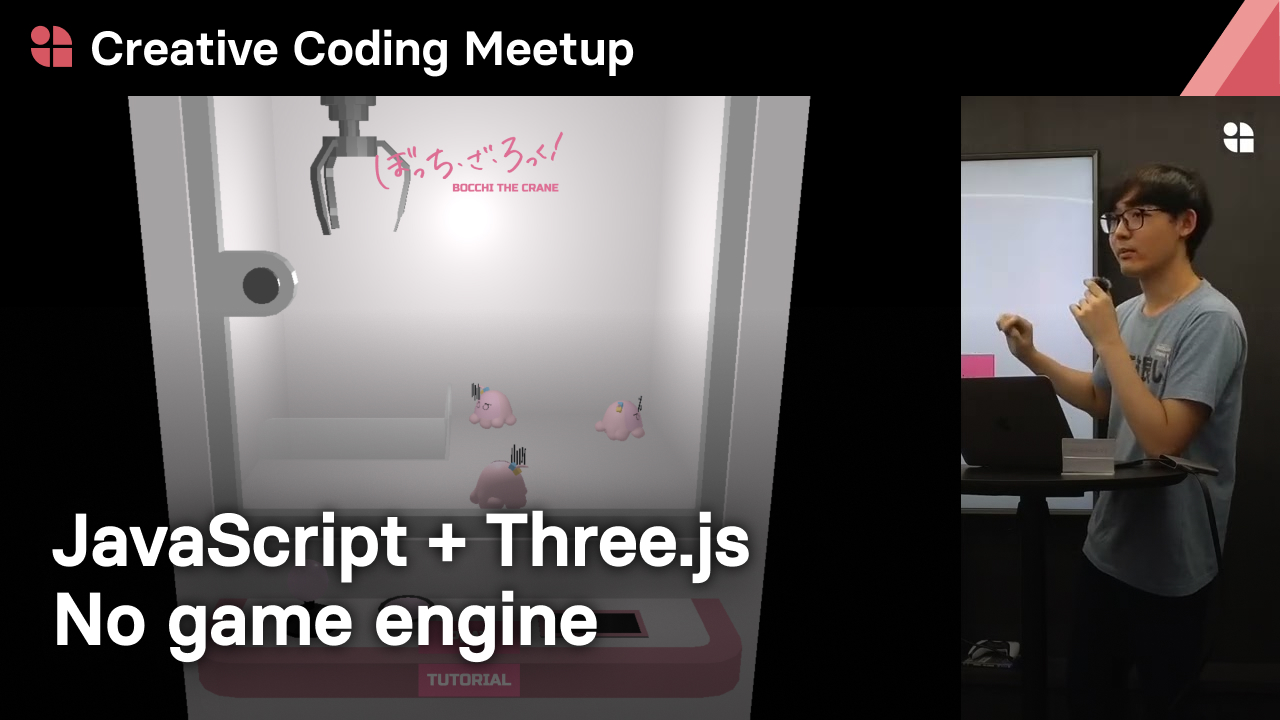 Creative Coding Meetup
ぼっち・ざ・ろっく!
BOCCHI THE CRANE
JavaScript + Three.js
No game engine
TUTORIAL